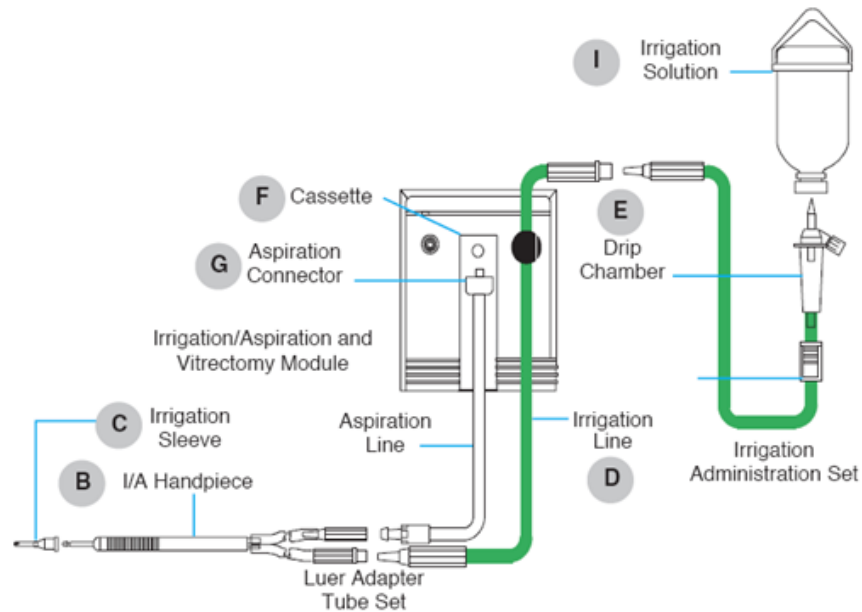 I
Irrigation
Solution
F
Cassette
E
Drip
Chamber
G
Aspiration
Connector
Irrigation/Aspiration and
Vitrectomy Module
C
Irrigation
Sleeve
Aspiration
Line
Irrigation
Line
D
Irrigation
Administration Set
B
I/A Handpiece
Luer Adapter
Tube Set